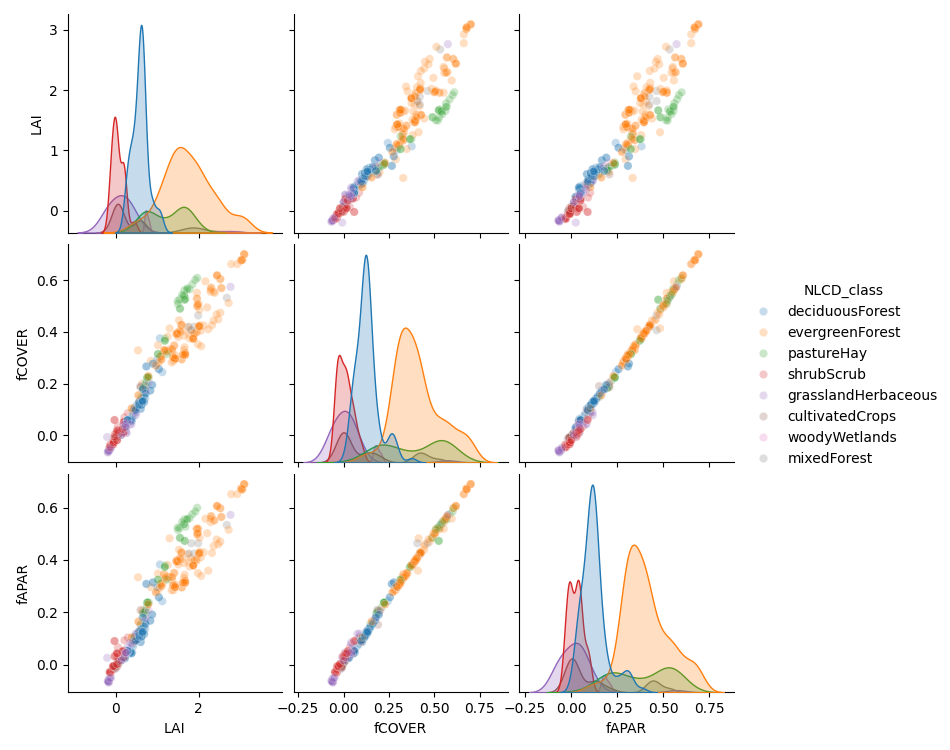 3
2
1
0
LAI
0.6
0.4
0.2
0.0
fCOVER
NLCD_class
deciduousForest
evergreenForest
pastureHay
shrubScrub
grasslandHerbaceous
cultivatedCrops
woodyWetlands
mixedForest
0.6
0.4
0.2
0.0
fAPAR
0 2
−0.25 0.00 0.25 0.50 0.75
−0.25 0.00 0.25 0.50 0.75
LAI fCOVER fAPAR